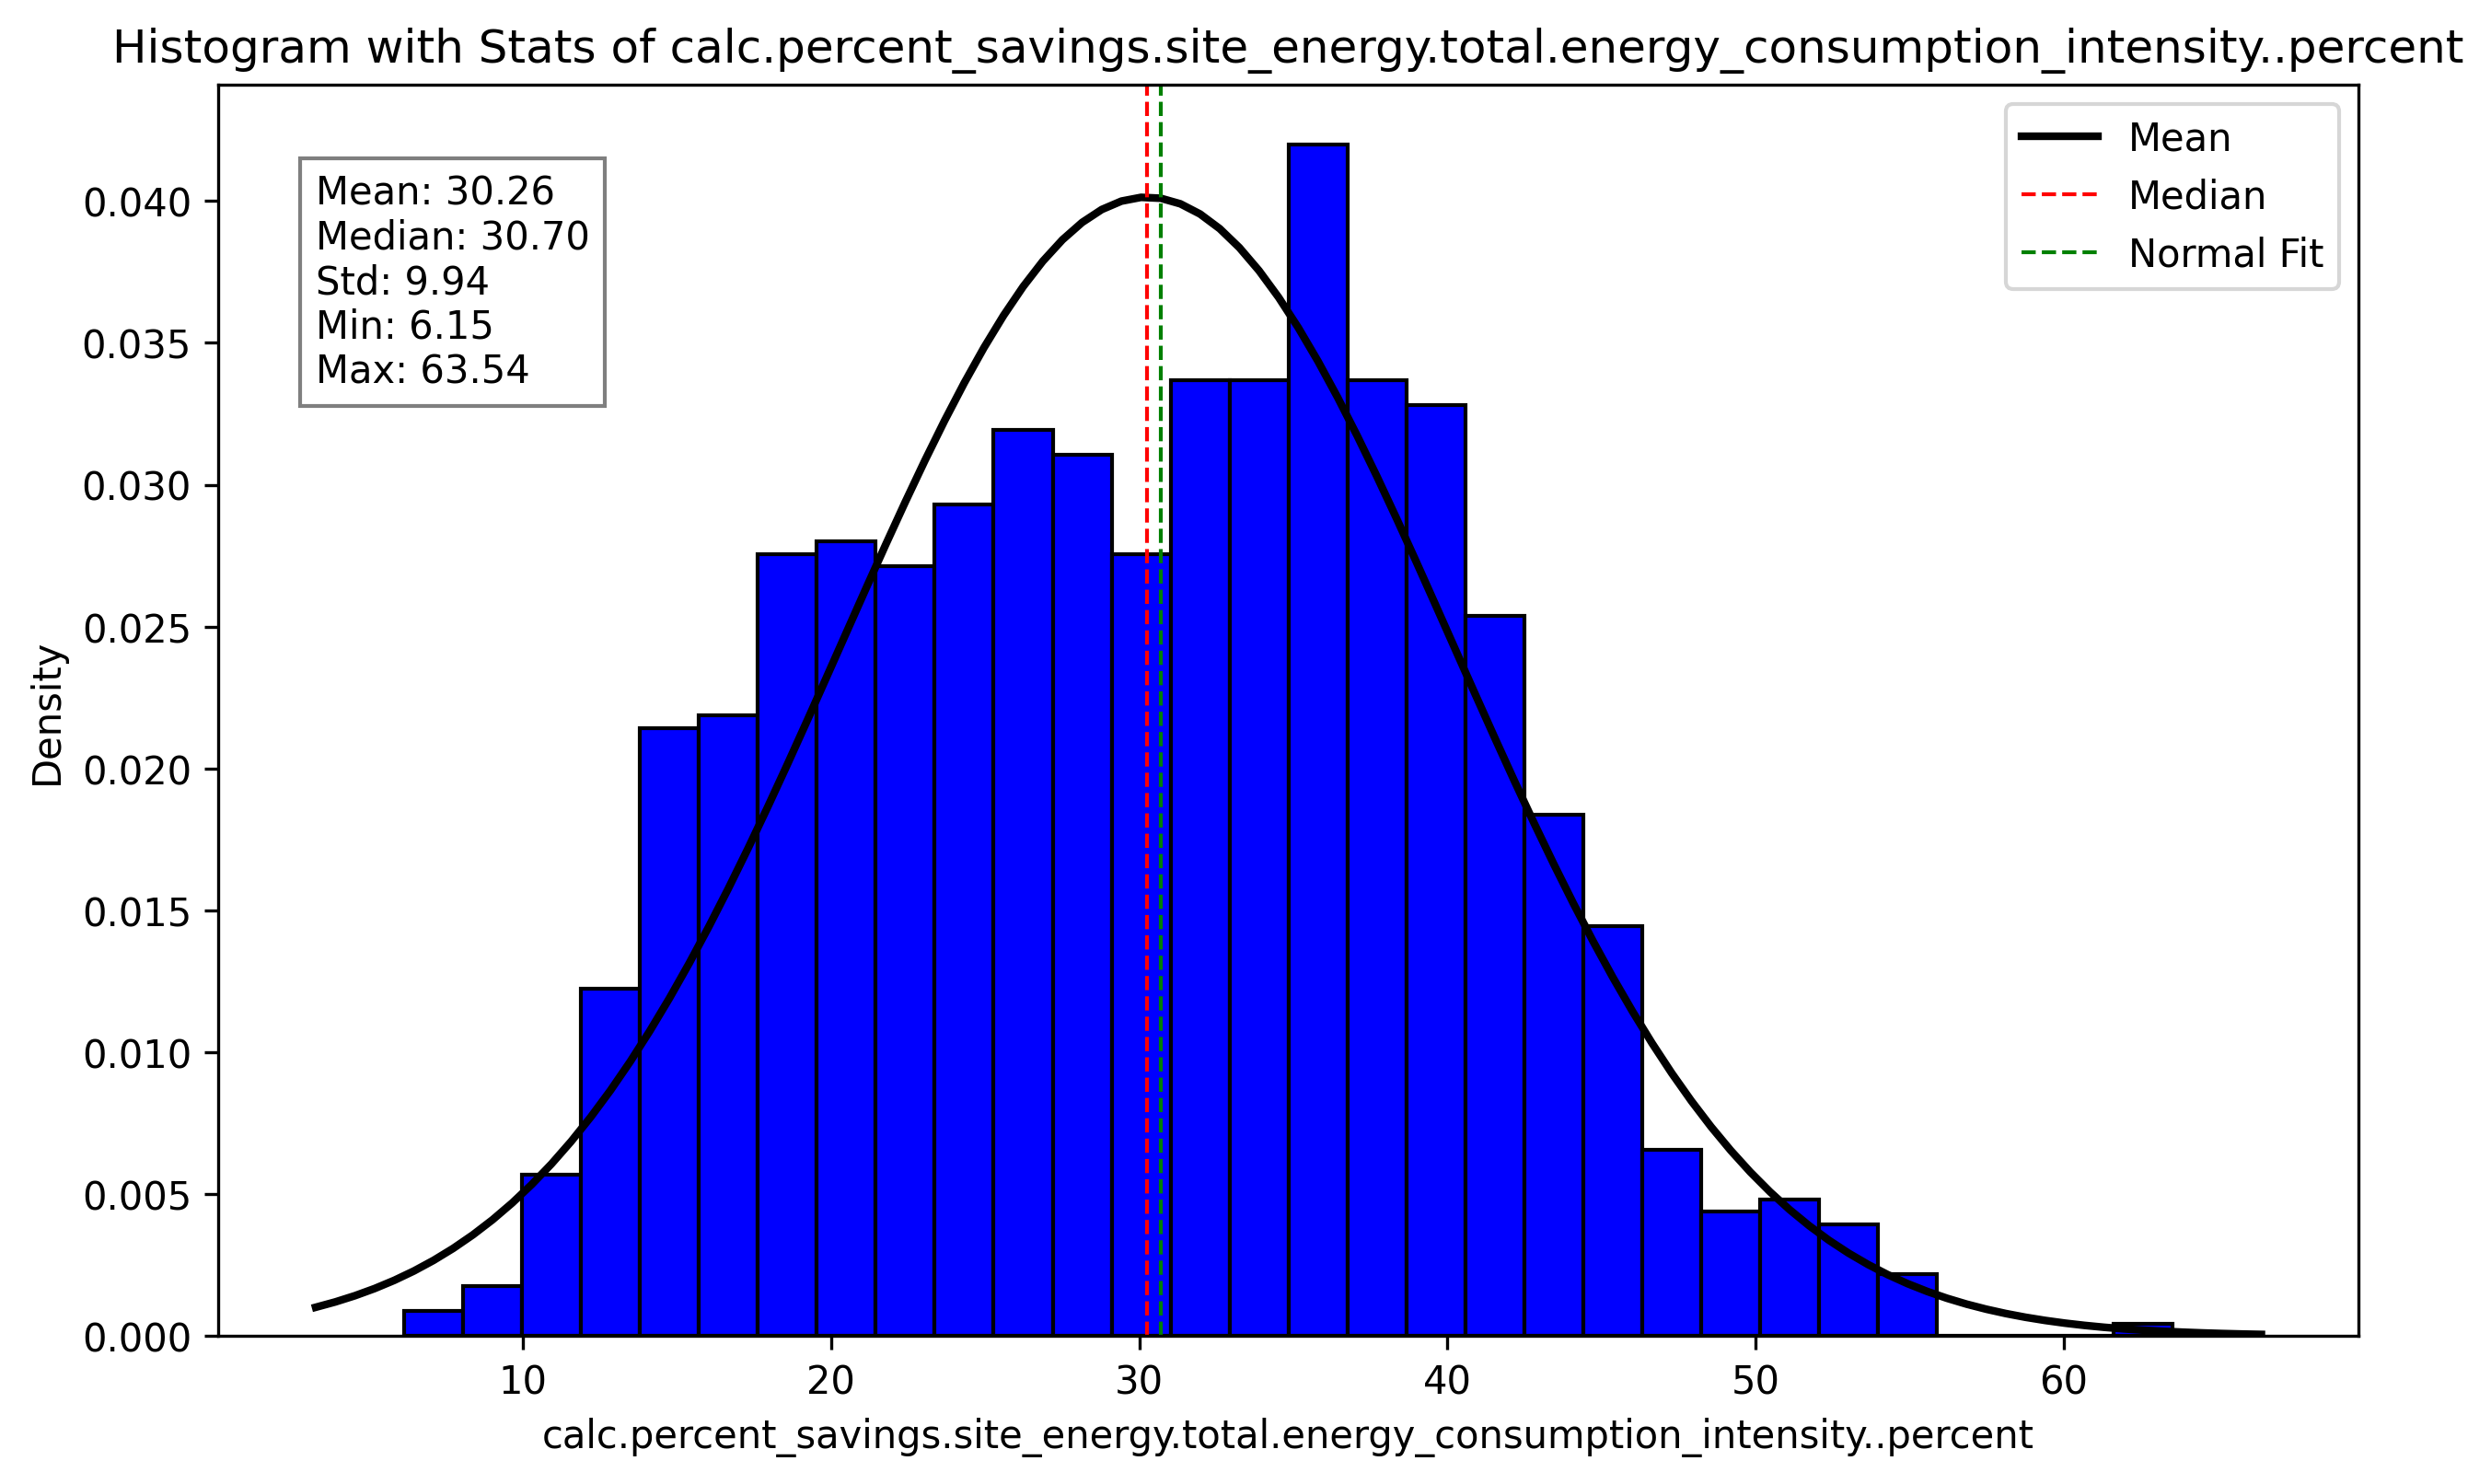 Histogram with Stats of calc.percent_savings.site_energy.total.energy_consumption_intensity..percent
Mean: 30.26
Median: 30.70
Std: 9.94
Min: 6.15
Max: 63.54
Mean
Median
Normal Fit
Density
0.040
0.035
0.030
0.025
0.020
0.015
0.010
0.005
0.000
10 20 30 40 50 60
calc.percent_savings.site_energy.total.energy_consumption_intensity..percent